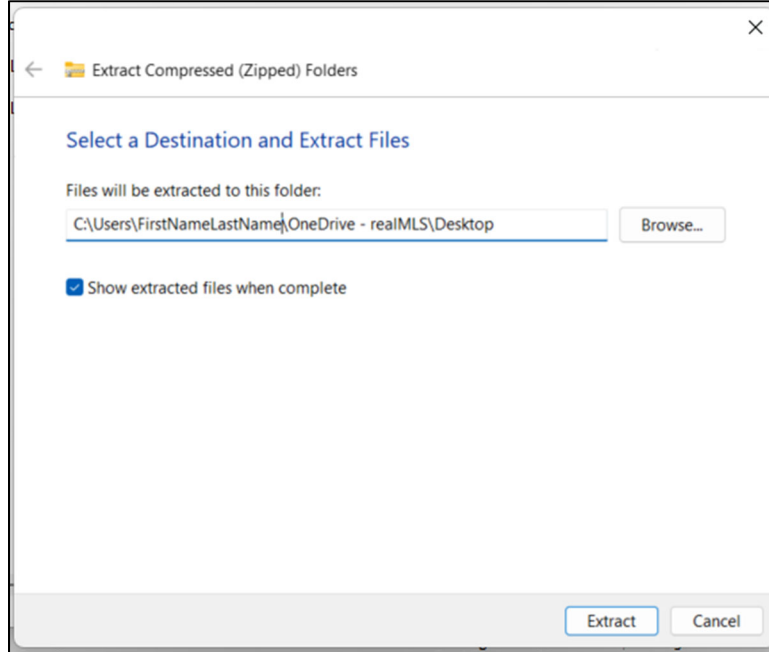 Extract Compressed (Zipped) Folders
Select a Destination and Extract Files
Files will be extracted to this folder:
C:\Users\FirstNameLastName\OneDrive - realMLS\Desktop
Browse...
Show extracted files when complete
Extract
Cancel